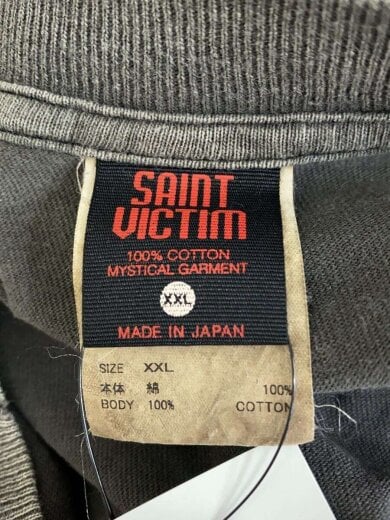 SAINT
VICTIM
100% COTTON
MYSTICAL GARMENT
XXL
MADE IN JAPAN
SIZE XXL
本体 綿 100%
BODY 100% COTTON